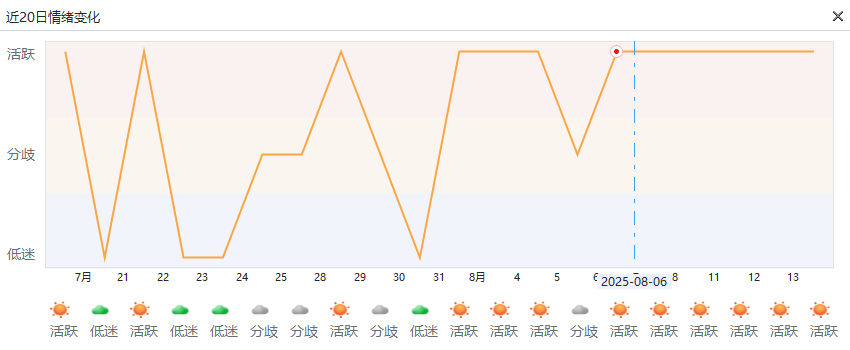 近20日情绪变化
活跃
分歧
低迷
7月 21 22 23 24 25 28 29 30 31 8月 4 5 6 7 8 11 12 13
2025-08-06
活跃 低迷 活跃 低迷 低迷 分歧 分歧 活跃 分歧 低迷 活跃 活跃 活跃 分歧 活跃 活跃 活跃 活跃 活跃 活跃